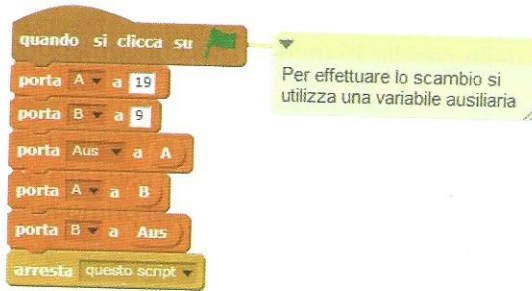 quando si clicca su
Per effettuare lo scambio si
utilizza una variabile ausiliaria
porta A a 19
porta B a 9
porta Aus a A
porta A a B
porta B a Aus
arresta questo script